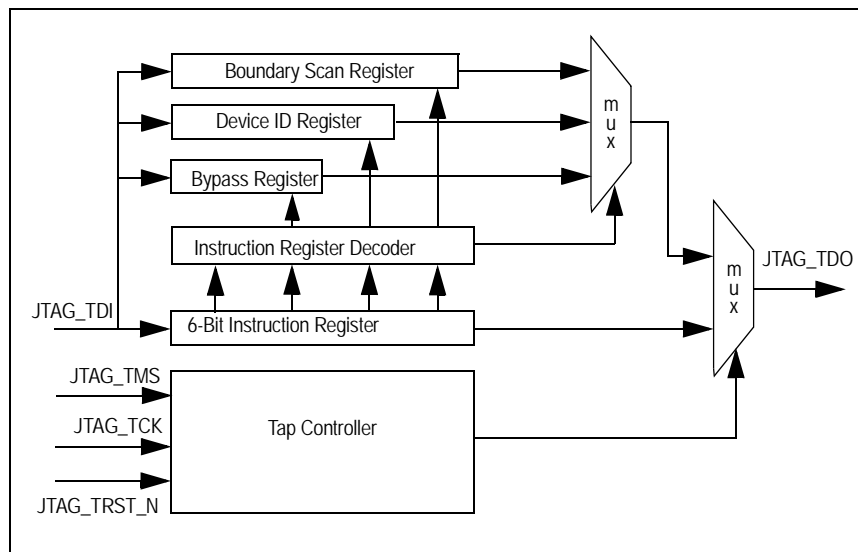 Boundary Scan Register
Device ID Register
Bypass Register
Instruction Register Decoder
6-Bit Instruction Register
Tap Controller
JTAG_TDI
JTAG_TMS
JTAG_TCK
JTAG_TRST_N
m
u
x
m
u
x
JTAG_TDO